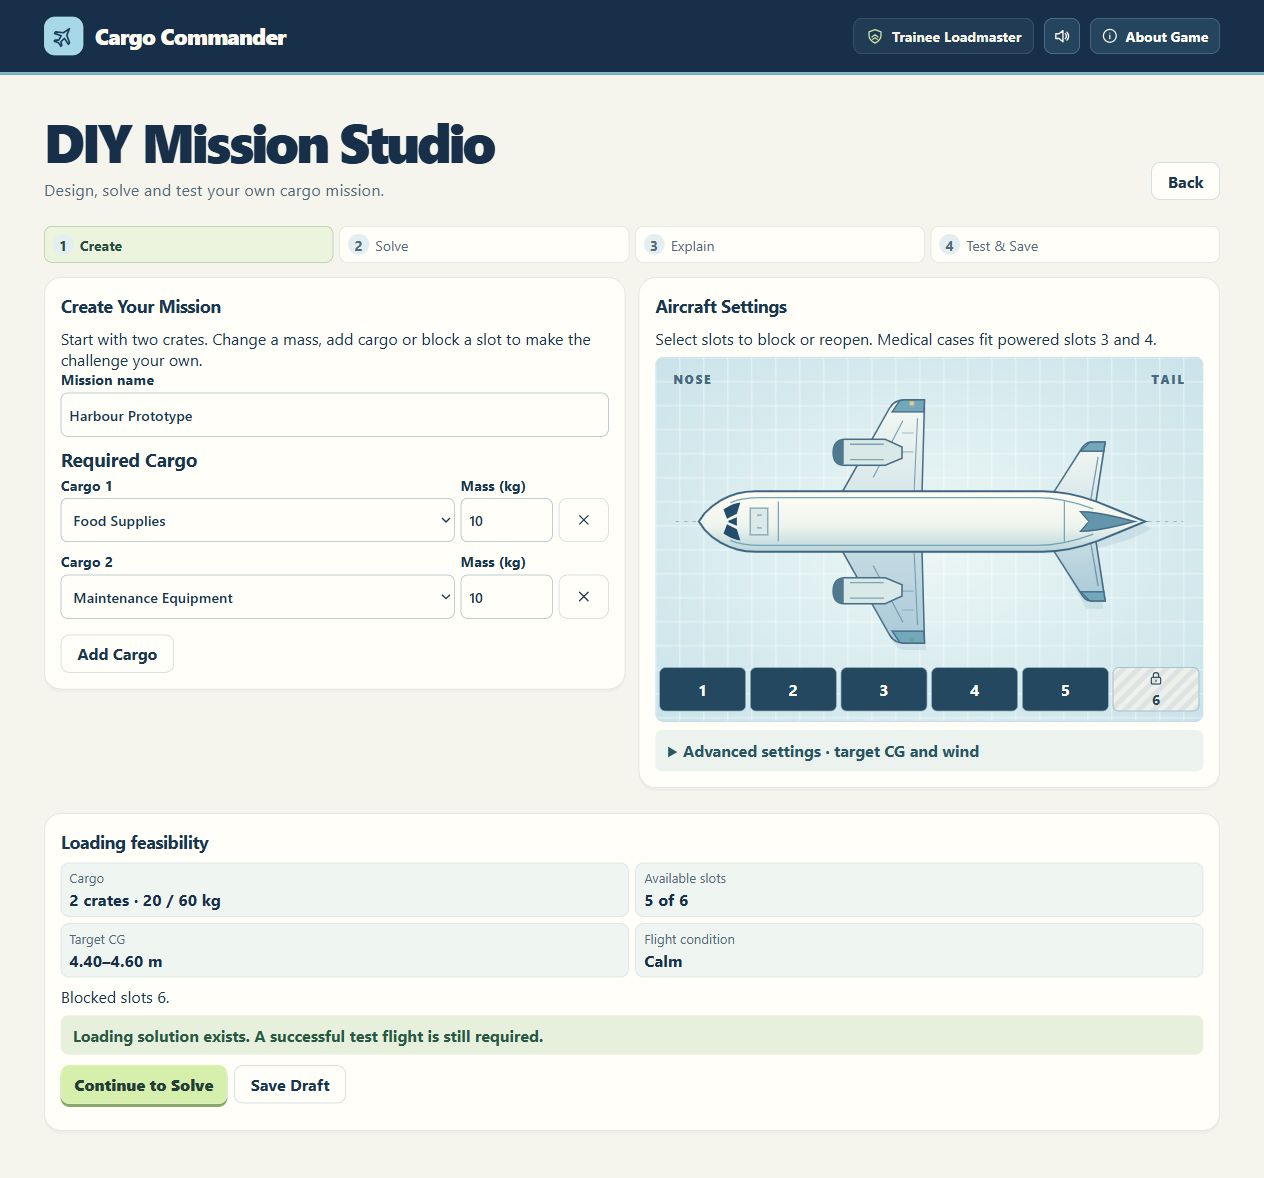 Cargo Commander
Trainee Loadmaster
About Game
DIY Mission Studio
Design, solve and test your own cargo mission.
Back
1 Create
2 Solve
3 Explain
4 Test & Save
Create Your Mission
Start with two crates. Change a mass, add cargo or block a slot to make the
challenge your own.
Mission name
Harbour Prototype
Required Cargo
Cargo 1
Mass (kg)
Food Supplies
10
Cargo 2
Mass (kg)
Maintenance Equipment
10
Add Cargo
Aircraft Settings
Select slots to block or reopen. Medical cases fit powered slots 3 and 4.
NOSE
TAIL
1
2
3
4
5
6
Advanced settings · target CG and wind
Loading feasibility
Cargo
2 crates · 20 / 60 kg
Available slots
5 of 6
Target CG
4.40–4.60 m
Flight condition
Calm
Blocked slots 6.
Loading solution exists. A successful test flight is still required.
Continue to Solve
Save Draft